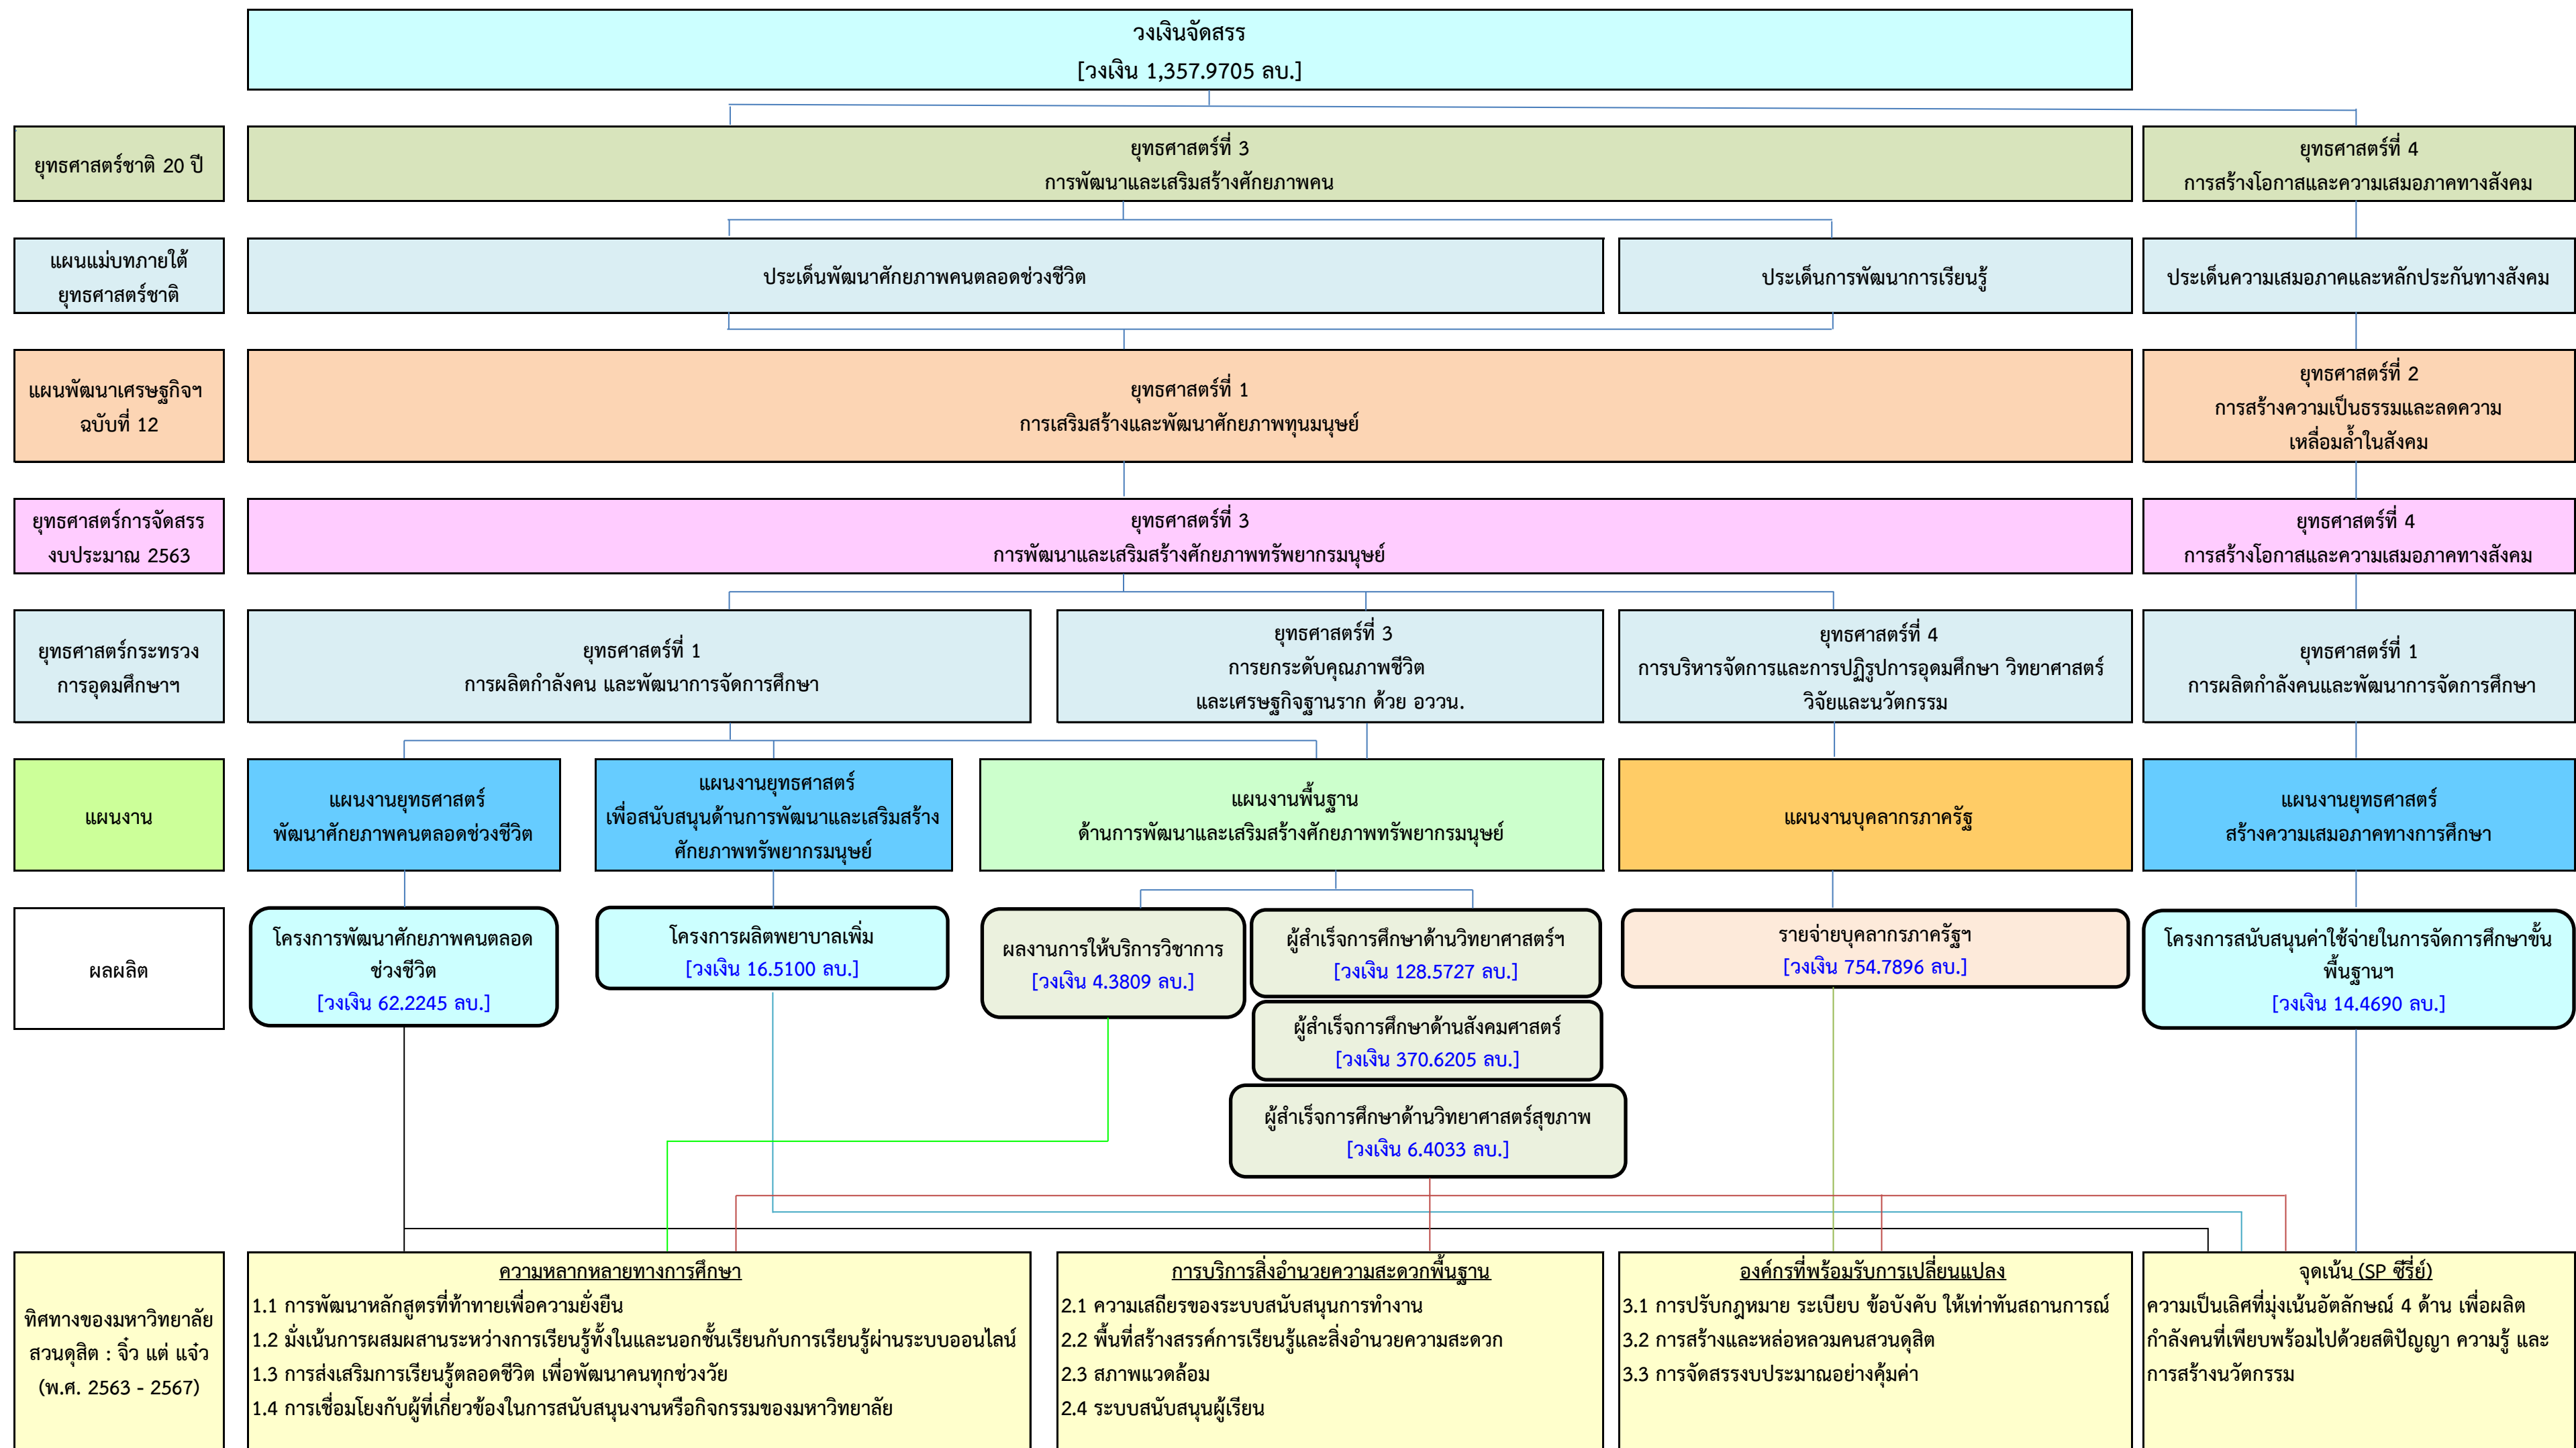 วงเงินจัดสรร
[วงเงิน 1,357.9705 ลบ.]
ยุทธศาสตร์ชาติ 20 ปี
ยุทธศาสตร์ที่ 3
การพัฒนาและเสริมสร้างศักยภาพคน
ยุทธศาสตร์ที่ 4
การสร้างโอกาสและความเสมอภาคทางสังคม
แผนแม่บทภายใต้
ยุทธศาสตร์ชาติ
ประเด็นพัฒนาศักยภาพคนตลอดช่วงชีวิต
ประเด็นการพัฒนาการเรียนรู้
ประเด็นความเสมอภาคและหลักประกันทางสังคม
แผนพัฒนาเศรษฐกิจฯ
ฉบับที่ 12
ยุทธศาสตร์ที่ 1
การเสริมสร้างและพัฒนาศักยภาพทุนมนุษย์
ยุทธศาสตร์ที่ 2
การสร้างความเป็นธรรมและลดความ
เหลื่อมล้ำในสังคม
ยุทธศาสตร์การจัดสรร
งบประมาณ 2563
ยุทธศาสตร์ที่ 3
การพัฒนาและเสริมสร้างศักยภาพทรัพยากรมนุษย์
ยุทธศาสตร์ที่ 4
การสร้างโอกาสและความเสมอภาคทางสังคม
ยุทธศาสตร์กระทรวง
การอุดมศึกษาฯ
ยุทธศาสตร์ที่ 1
การผลิตกำลังคน และพัฒนาการจัดการศึกษา
ยุทธศาสตร์ที่ 3
การยกระดับคุณภาพชีวิต
และเศรษฐกิจฐานราก ด้วย อววน.
ยุทธศาสตร์ที่ 4
การบริหารจัดการและการปฏิรูปการอุดมศึกษา วิทยาศาสตร์
วิจัยและนวัตกรรม
ยุทธศาสตร์ที่ 1
การผลิตกำลังคนและพัฒนาการจัดการศึกษา
แผนงาน
แผนงานยุทธศาสตร์
พัฒนาศักยภาพคนตลอดช่วงชีวิต
แผนงานยุทธศาสตร์
เพื่อสนับสนุนด้านการพัฒนาและเสริมสร้าง
ศักยภาพทรัพยากรมนุษย์
แผนงานพื้นฐาน
ด้านการพัฒนาและเสริมสร้างศักยภาพทรัพยากรมนุษย์
แผนงานบุคลากรภาครัฐ
แผนงานยุทธศาสตร์
สร้างความเสมอภาคทางการศึกษา
ผลผลิต
โครงการพัฒนาศักยภาพคนตลอด
ช่วงชีวิต
[วงเงิน 62.2245 ลบ.]
โครงการผลิตพยาบาลเพิ่ม
[วงเงิน 16.5100 ลบ.]
ผลงานการให้บริการวิชาการ
[วงเงิน 4.3809 ลบ.]
ผู้สำเร็จการศึกษาด้านวิทยาศาสตร์ฯ
[วงเงิน 128.5727 ลบ.]
ผู้สำเร็จการศึกษาด้านสังคมศาสตร์
[วงเงิน 370.6205 ลบ.]
ผู้สำเร็จการศึกษาด้านวิทยาศาสตร์สุขภาพ
[วงเงิน 6.4033 ลบ.]
รายจ่ายบุคลากรภาครัฐฯ
[วงเงิน 754.7896 ลบ.]
โครงการสนับสนุนค่าใช้จ่ายในการจัดการศึกษาขั้น
พื้นฐานฯ
[วงเงิน 14.4690 ลบ.]
ทิศทางของมหาวิทยาลัย
สวนดุสิต : จิ๋ว แต่ แจ๋ว
(พ.ศ. 2563 - 2567)
ความหลากหลายทางการศึกษา
1.1 การพัฒนาหลักสูตรที่ท้าทายเพื่อความยั่งยืน
1.2 มั่งเน้นการผสมผสานระหว่างการเรียนรู้ทั้งในและนอกชั้นเรียนกับการเรียนรู้ผ่านระบบออนไลน์
1.3 การส่งเสริมการเรียนรู้ตลอดชีวิต เพื่อพัฒนาคนทุกช่วงวัย
1.4 การเชื่อมโยงกับผู้ที่เกี่ยวข้องในการสนับสนุนงานหรือกิจกรรมของมหาวิทยาลัย
การบริการสิ่งอำนวยความสะดวกพื้นฐาน
2.1 ความเสถียรของระบบสนับสนุนการทำงาน
2.2 พื้นที่สร้างสรรค์การเรียนรู้และสิ่งอำนวยความสะดวก
2.3 สภาพแวดล้อม
2.4 ระบบสนับสนุนผู้เรียน
องค์กรที่พร้อมรับการเปลี่ยนแปลง
3.1 การปรับกฎหมาย ระเบียบ ข้อบังคับ ให้เท่าทันสถานการณ์
3.2 การสร้างและหล่อหลวมคนสวนดุสิต
3.3 การจัดสรรงบประมาณอย่างคุ้มค่า
จุดเน้น (SP ซีรีย์)
ความเป็นเลิศที่มุ่งเน้นอัตลักษณ์ 4 ด้าน เพื่อผลิต
กำลังคนที่เพียบพร้อมไปด้วยสติปัญญา ความรู้ และ
การสร้างนวัตกรรม